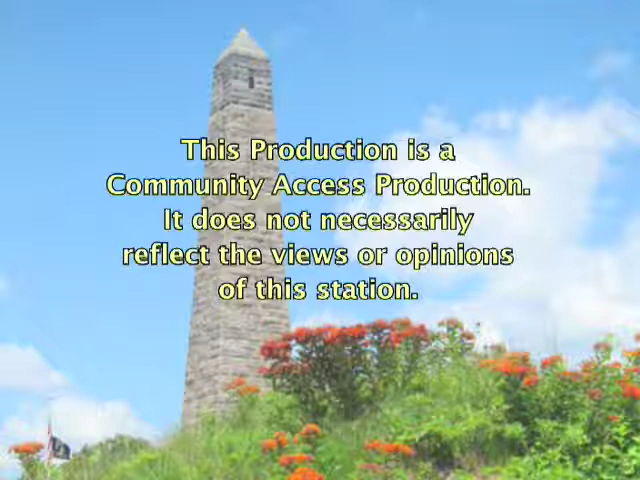 This Production is a
Community Access Production.
It does not necessarily
reflect the views or opinions
of this station.